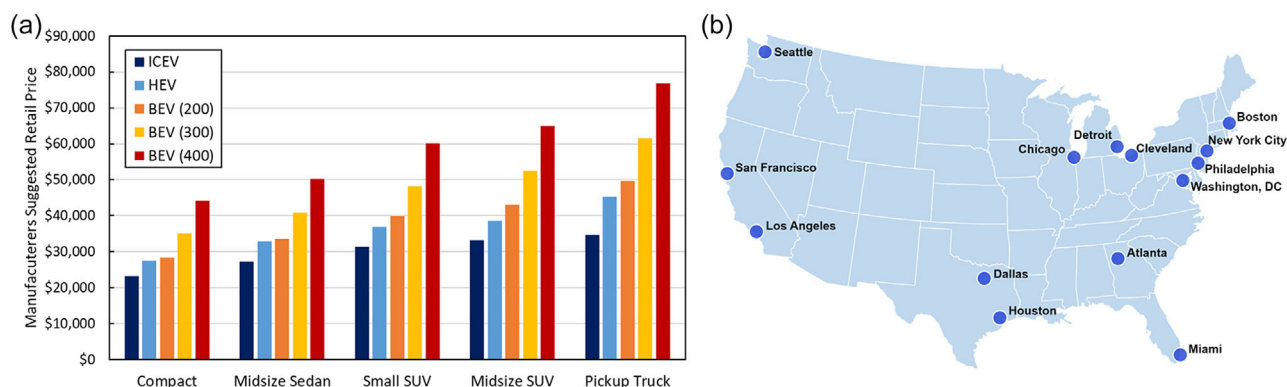 (a)
Manufacuterers Suggested Retail Price
$90,000
$80,000
$70,000
$60,000
$50,000
$40,000
$30,000
$20,000
$10,000
$0
ICEV
HEV
BEV (200)
BEV (300)
BEV (400)
Compact
Midsize Sedan
Small SUV
Midsize SUV
Pickup Truck
(b)
Seattle
Boston
Detroit
New York City
Chicago
Cleveland
San Francisco
Philadelphia
Washington, DC
Los Angeles
Atlanta
Dallas
Houston
Miami